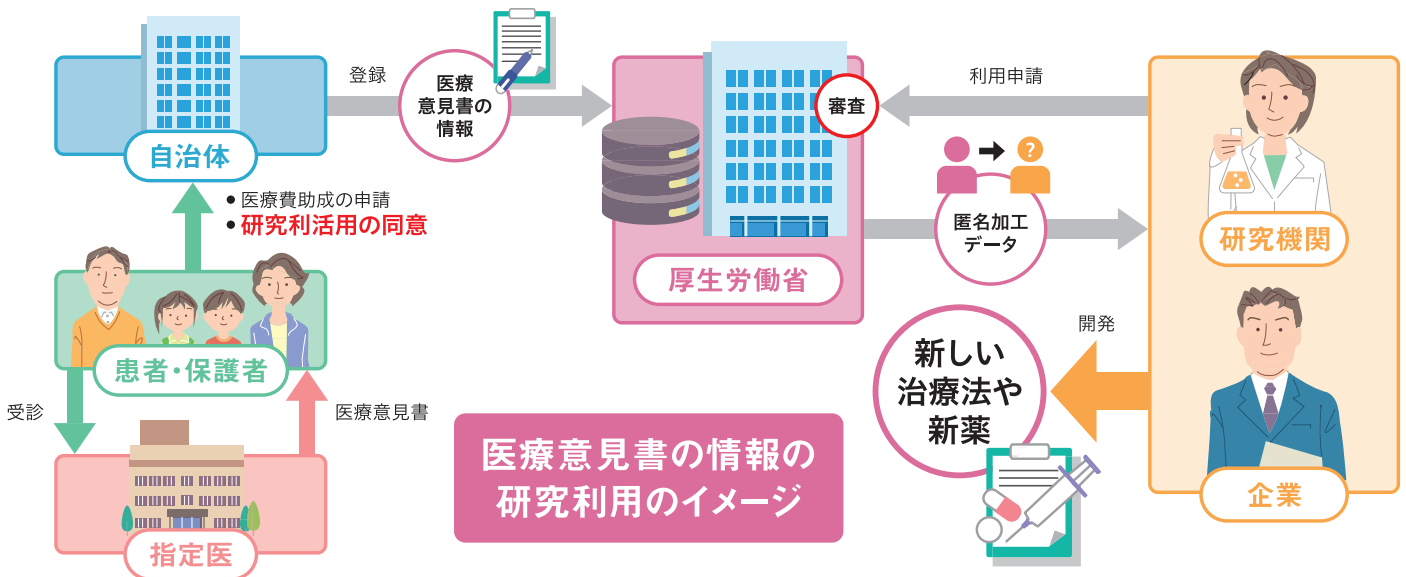 登録
医療
意見書の
情報
自治体
・医療費助成の申請
・研究利活用の同意
患者・保護者
受診
医療意見書
指定医
厚生労働省
審査
利用申請
?
匿名加工
データ
研究機関
企業
開発
新しい
治療法や
新薬
医療意見書の情報の
研究利用のイメージ